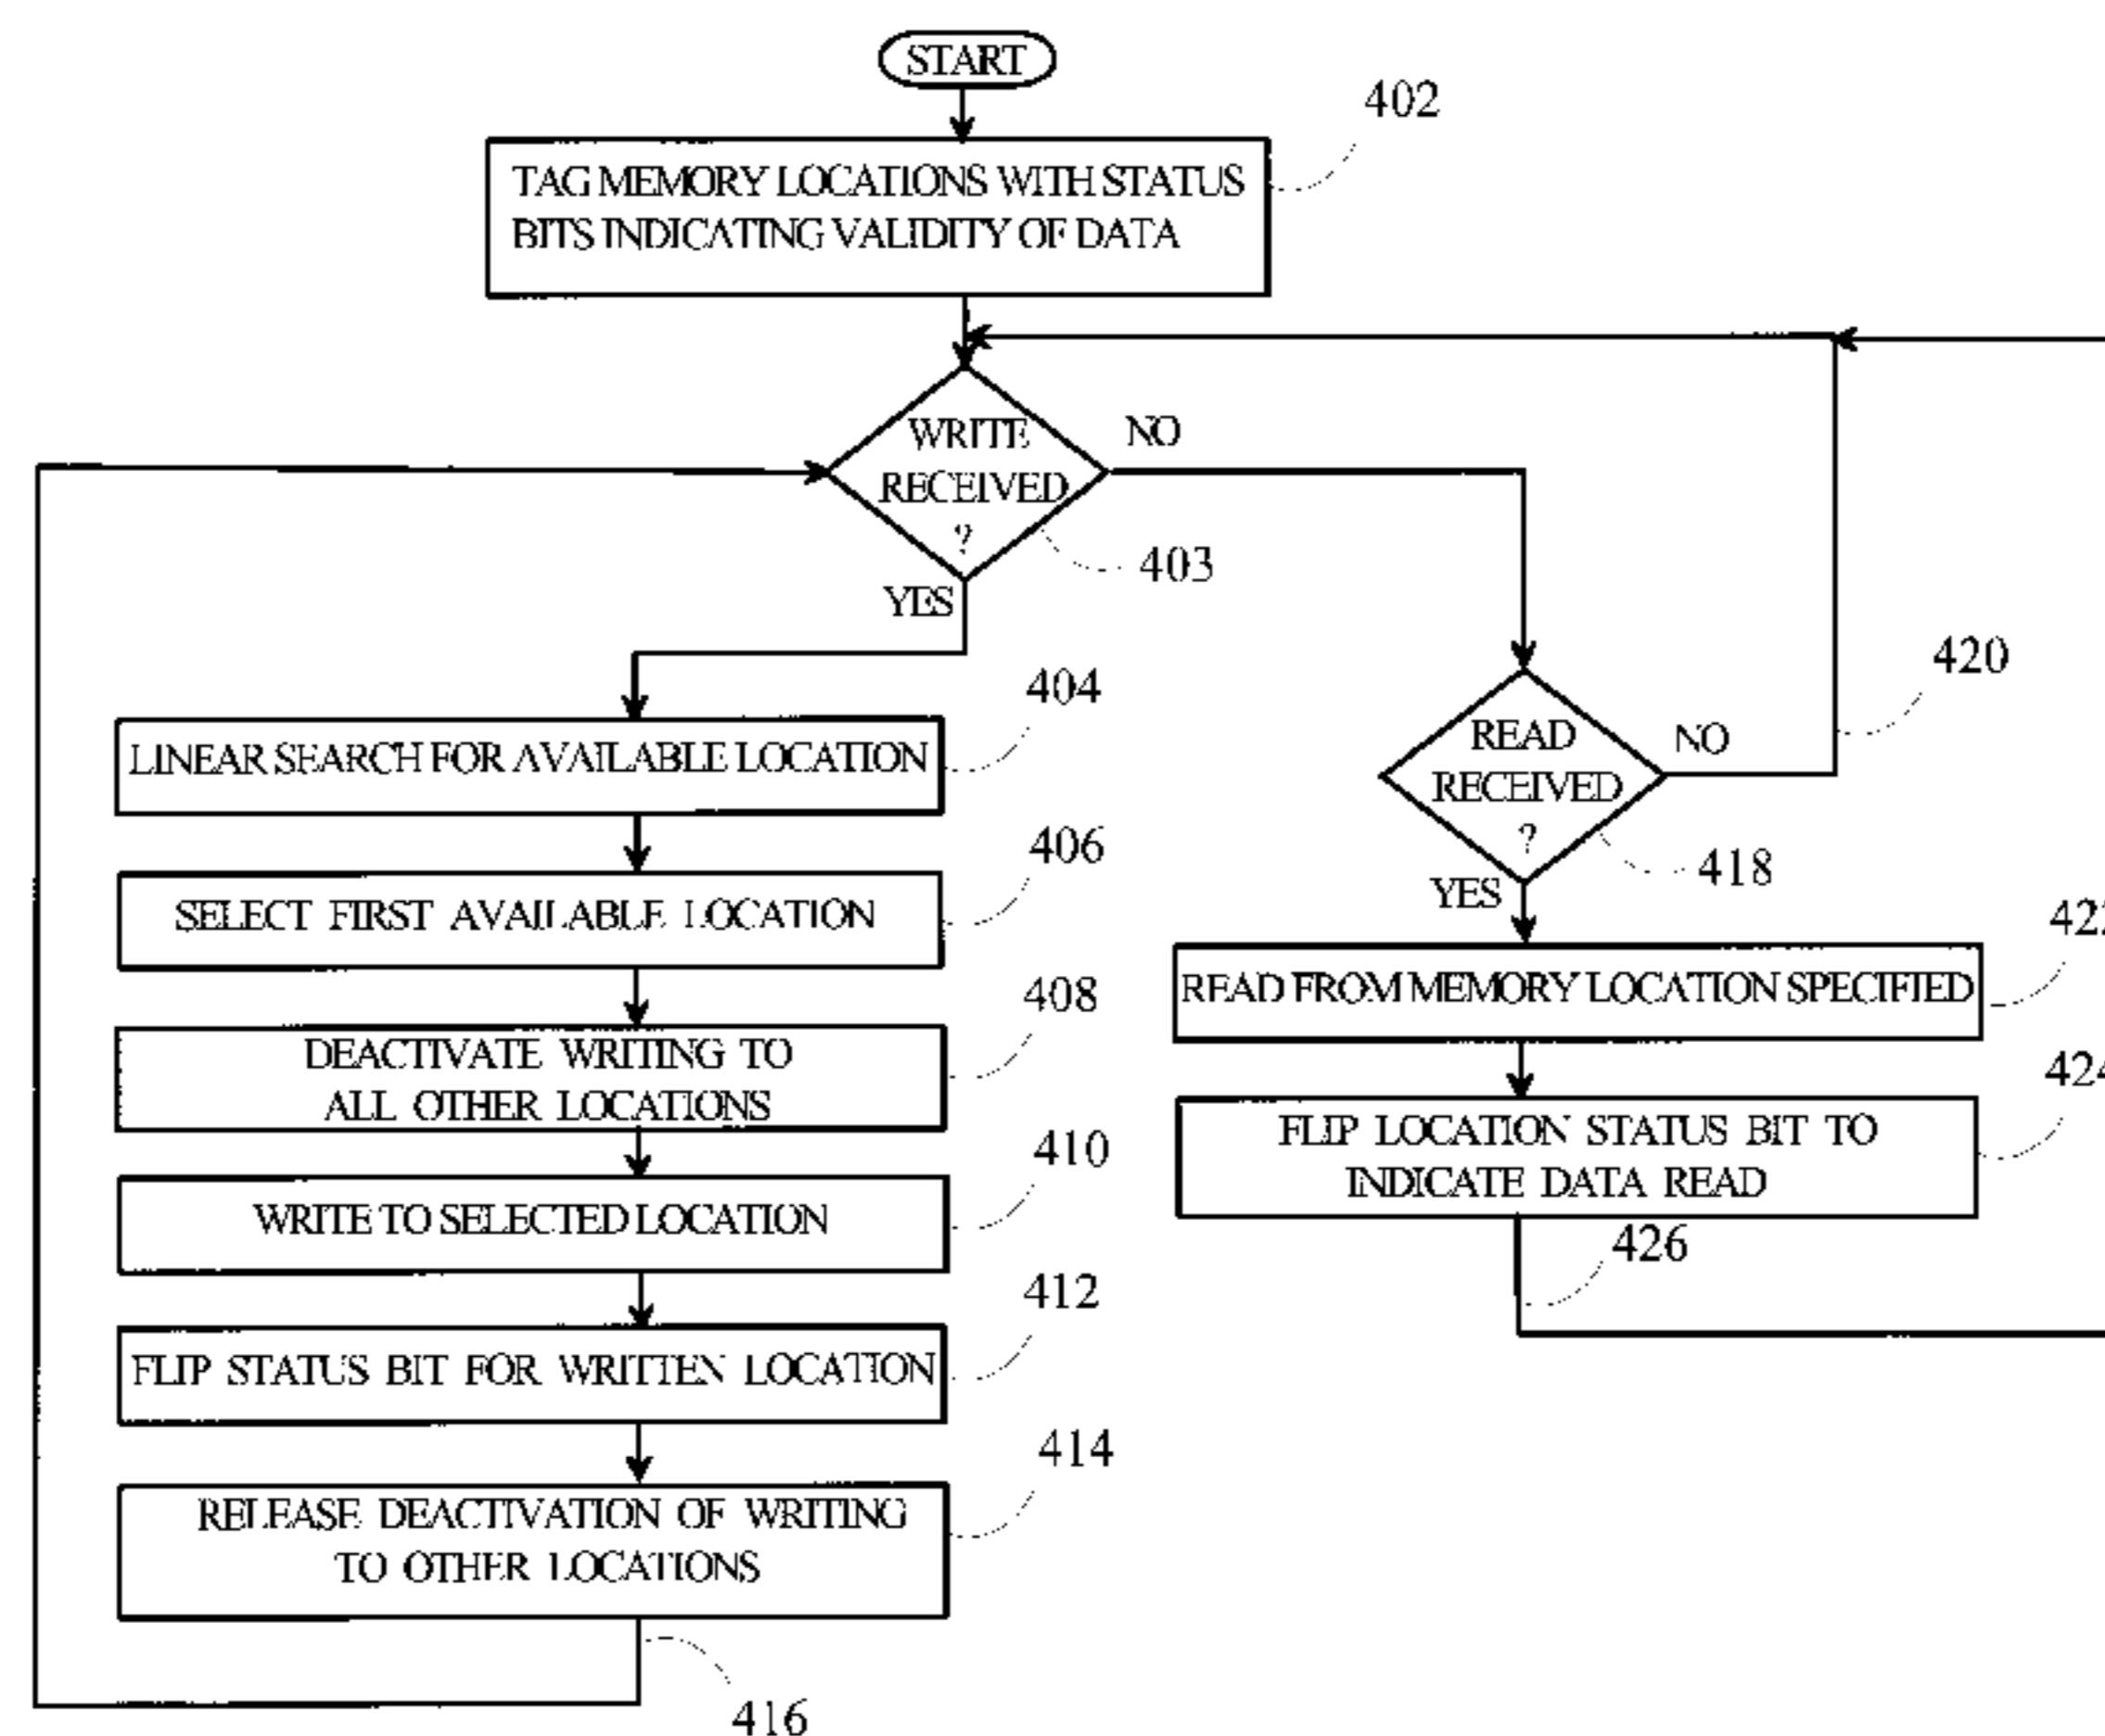 START
402
TAG MEMORY LOCATIONS WITH STATUS
BITS INDICATING VALIDITY OF DATA
WRITE
RECEIVED
?
NO
403
YES
404
LINEAR SEARCH FOR AVAILABLE LOCATION
406
SELECT FIRST AVAILABLE LOCATION
408
DEACTIVATE WRITING TO
ALL OTHER LOCATIONS
410
WRITE TO SELECTED LOCATION
412
FLIP STATUS BIT FOR WRITTEN LOCATION
414
RELEASE DEACTIVATION OF WRITING
TO OTHER LOCATIONS
416
420
READ
RECEIVED
?
NO
418
YES
422
READ FROM MEMORY LOCATION SPECIFIED
424
FLIP LOCATION STATUS BIT TO
INDICATE DATA READ
426